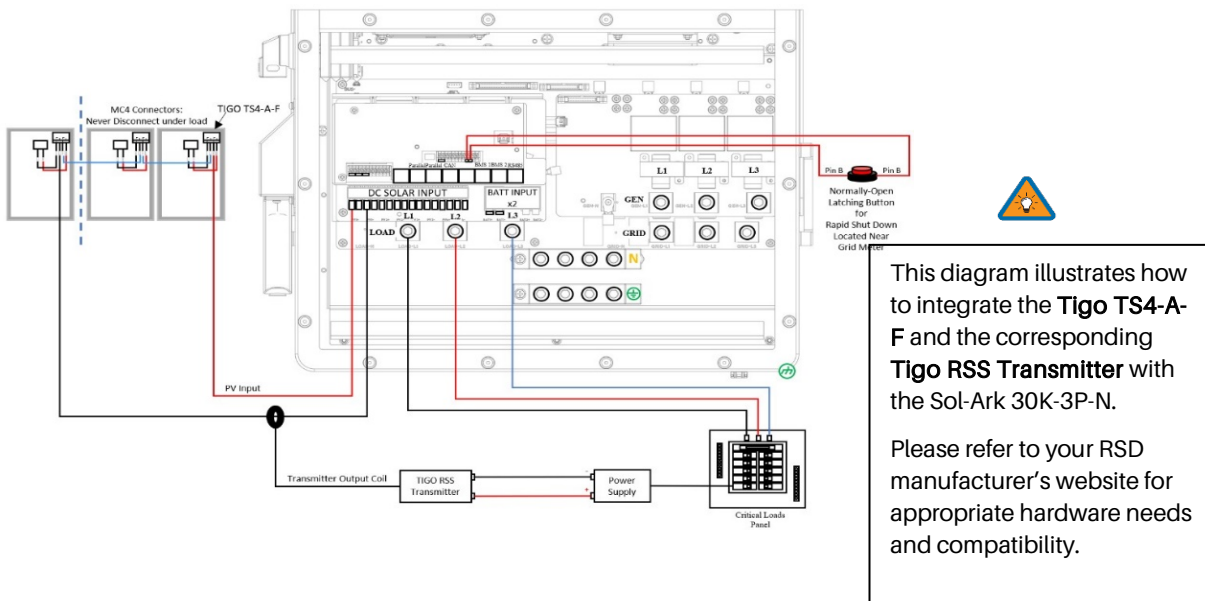 MC4 Connectors:
Never Disconnect under load
TIGO TS4-A-F
DC SOLAR INPUT
BATT INPUT
x2
L1
L2
L3
LOAD
L1
L2
L3
GEN
GRID
N
Pin B
Pin B
Normally-Open
Latching Button
for
Rapid Shut Down
Located Near
Grid Meter
PV Input
Transmitter Output Coil
TIGO RSS
Transmitter
-
+
Power
Supply
Critical Loads
Panel
This diagram illustrates how
to integrate the Tigo TS4-A-
F and the corresponding
Tigo RSS Transmitter with
the Sol-Ark 30K-3P-N.
Please refer to your RSD
manufacturer's website for
appropriate hardware needs
and compatibility.